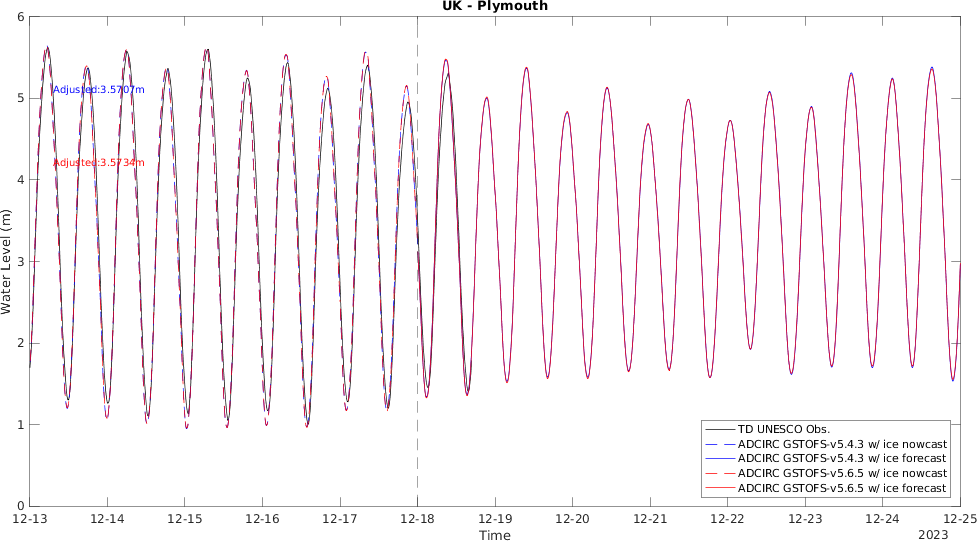 UK - Plymouth
6
5
4
3
2
1
0
Water Level (m)
Adjusted:3.5707m
Adjusted:3.5734m
TD UNESCO Obs.
ADCIRC GSTOFS-v5.4.3 w/ ice nowcast
ADCIRC GSTOFS-v5.4.3 w/ ice forecast
ADCIRC GSTOFS-v5.6.5 w/ ice nowcast
ADCIRC GSTOFS-v5.6.5 w/ ice forecast
12-13 12-14 12-15 12-16 12-17 12-18 12-19 12-20 12-21 12-22 12-23 12-24 12-25
Time
2023